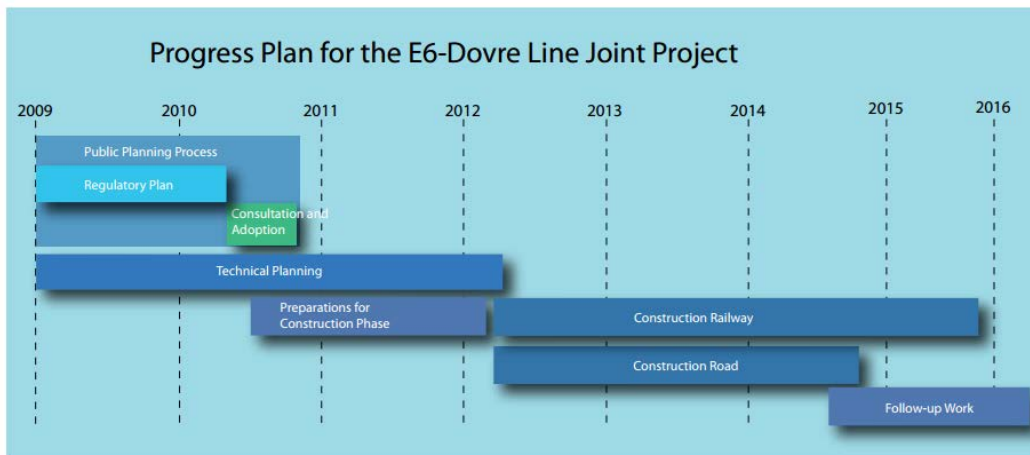 Progress Plan for the E6-Dovre Line Joint Project
2009 2010 2011 2012 2013 2014 2015 2016
Public Planning Process
Regulatory Plan
Consultation and
Adoption
Technical Planning
Preparations for
Construction Phase
Construction Railway
Construction Road
Follow-up Work